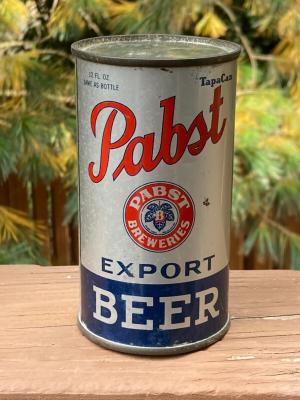 12 FL OZ
SAME AS BOTTLE
TapaCan
Pabst
PABST
B
BREWERIES
EXPORT
BEER